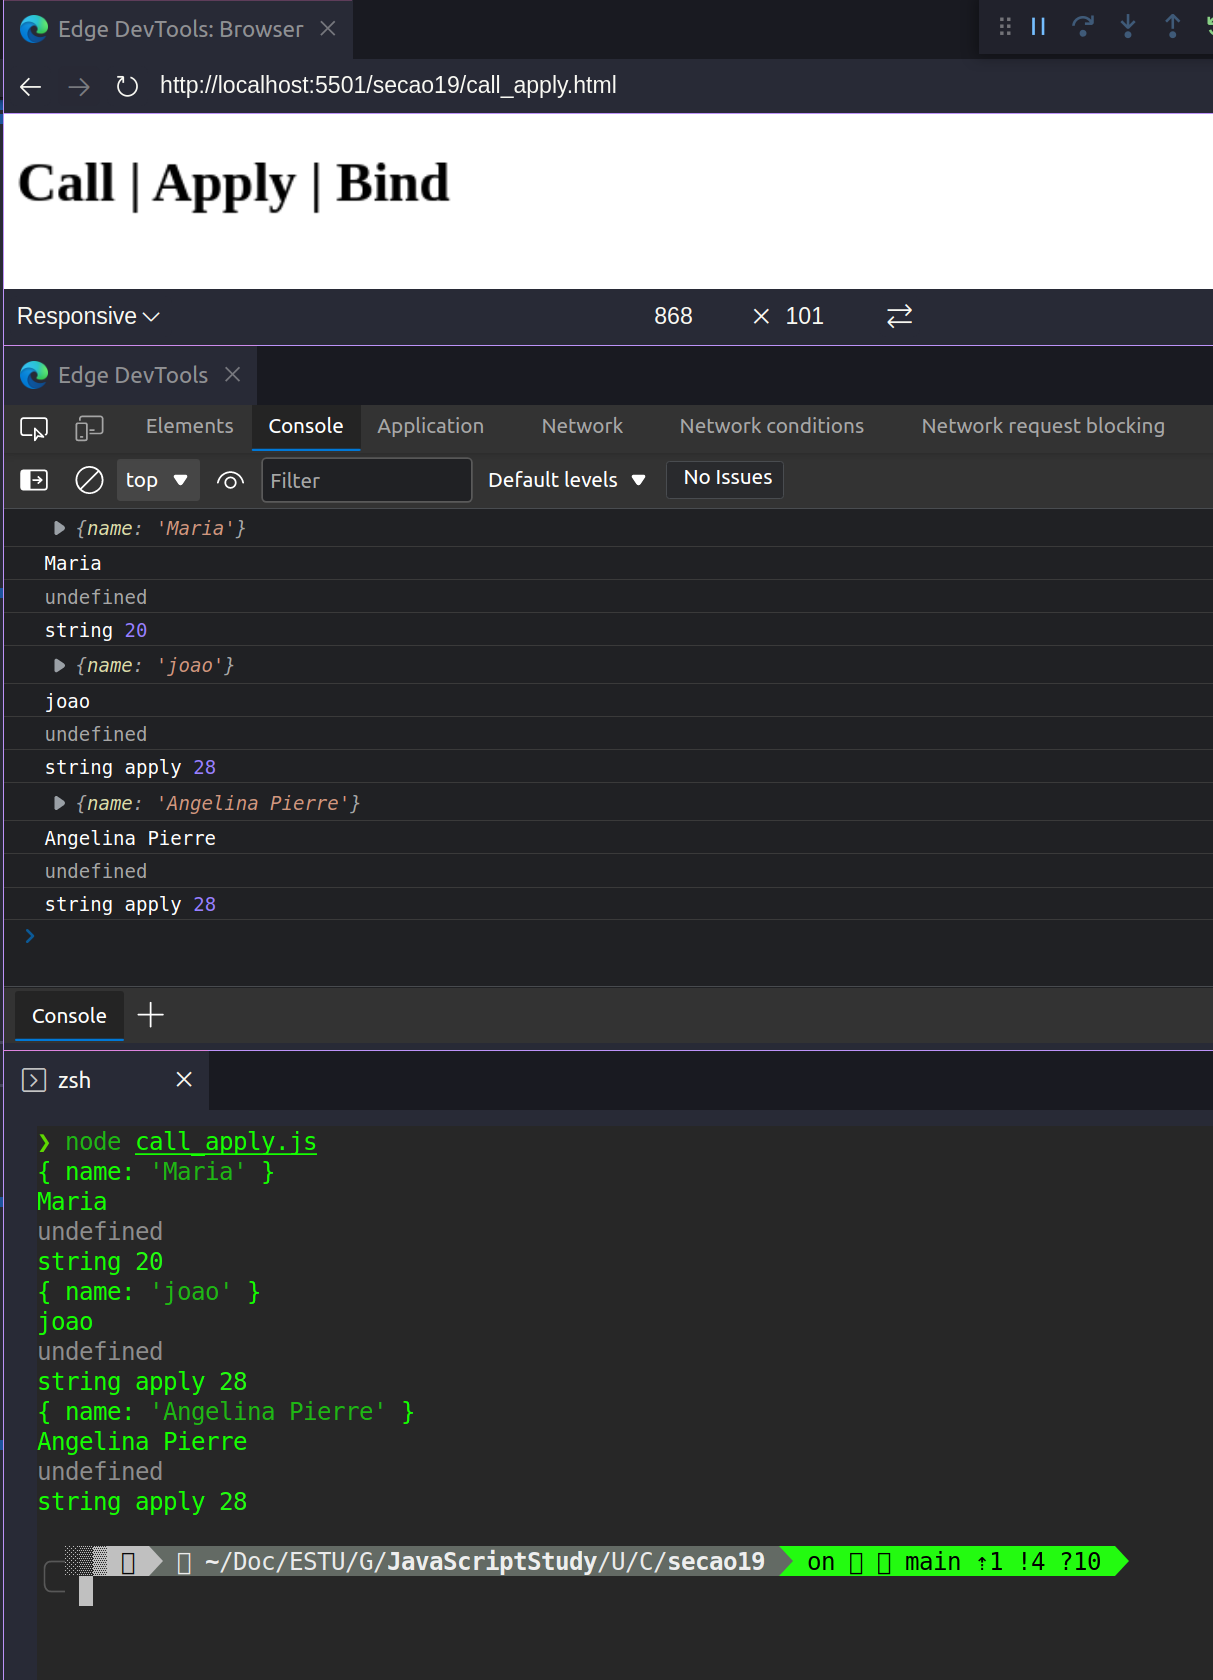 Edge DevTools: Browser
http://localhost:5501/secao19/call_apply.html
Call | Apply | Bind
Responsive 868 × 101
Edge DevTools
Elements Console Application Network Network conditions Network request blocking
top Filter Default levels No Issues
{name: 'Maria'}
Maria
undefined
string 20
{name: 'joao'}
joao
undefined
string apply 28
{name: 'Angelina Pierre'}
Angelina Pierre
undefined
string apply 28
Console
zsh
❯ node call_apply.js
{ name: 'Maria' }
Maria
undefined
string 20
{ name: 'joao' }
joao
undefined
string apply 28
{ name: 'Angelina Pierre' }
Angelina Pierre
undefined
string apply 28
~/Doc/ESTU/G/JavaScriptStudy/U/C/secao19 on main ⇡1 !4 ?10